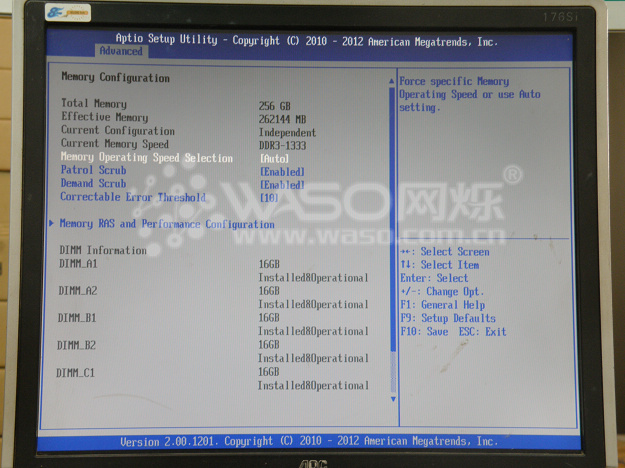 176Si
Aptio Setup Utility - Copyright (C) 2010 - 2012 American Megatrends, Inc.
Advanced
Memory Configuration
Total Memory 256 GB
Effective Memory 262144 MB
Current Configuration Independent
Current Memory Speed DDR3-1333
Memory Operating Speed Selection [Auto]
Patrol Scrub [Enabled]
Demand Scrub [Enabled]
Correctable Error Threshold [10]
Memory RAS and Performance Configuration
DIMM Information
DIMM_A1 16GB
Installed&Operational
DIMM_A2 16GB
Installed&Operational
DIMM_B1 16GB
Installed&Operational
DIMM_B2 16GB
Installed&Operational
DIMM_C1 16GB
Installed&Operational
Force specific Memory
Operating Speed or use Auto
setting.
↔: Select Screen
↑↓: Select Item
Enter: Select
+/-: Change Opt.
F1: General Help
F9: Setup Defaults
F10: Save ESC: Exit
Version 2.00.1201. Copyright (C) 2010 - 2012 American Megatrends, Inc.
WASO网烁®
www.waso.com.cn
AOC